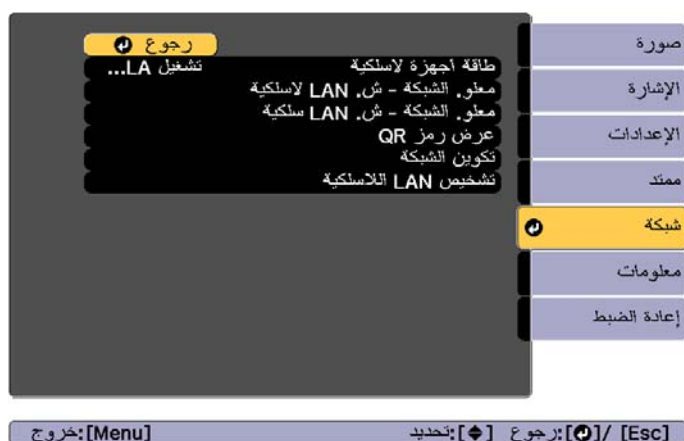 رجوع
طاقة أجهزة لاسلكية تشغيل LA...
معلو. الشبكة - ش. LAN لاسلكية
معلو. الشبكة - ش. LAN سلكية
عرض رمز QR
تكوين الشبكة
تشخيص LAN اللاسلكية
صورة
الإشارة
الإعدادات
ممتد
شبكة
معلومات
إعادة الضبط
[Esc] /[]:رجوع []:تحديد [Menu]:خروج